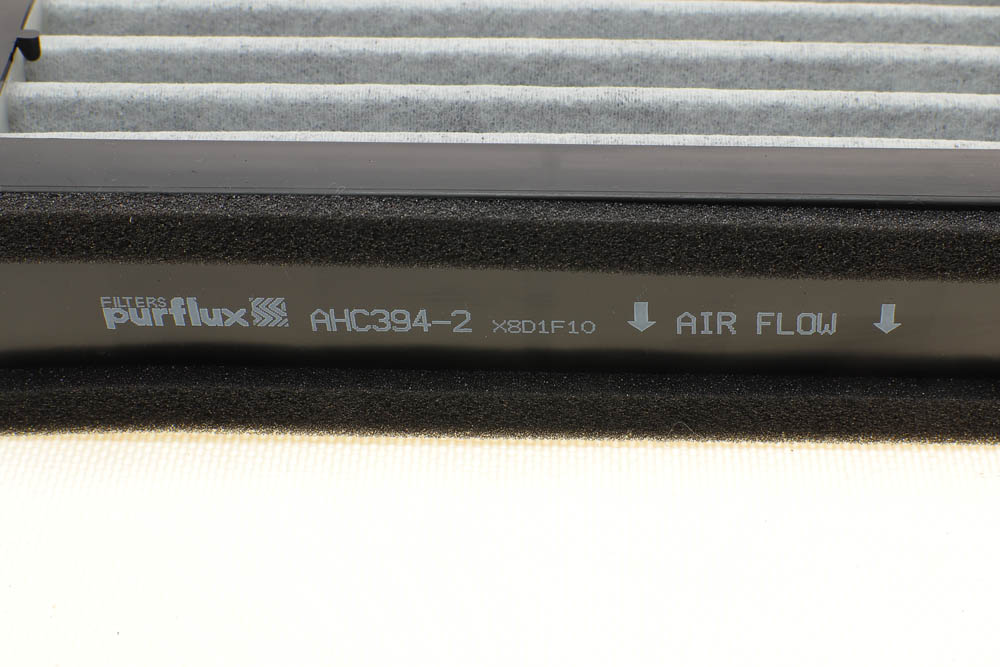 FILTERS
purflux AHC394-2 X8D1F10 AIR FLOW